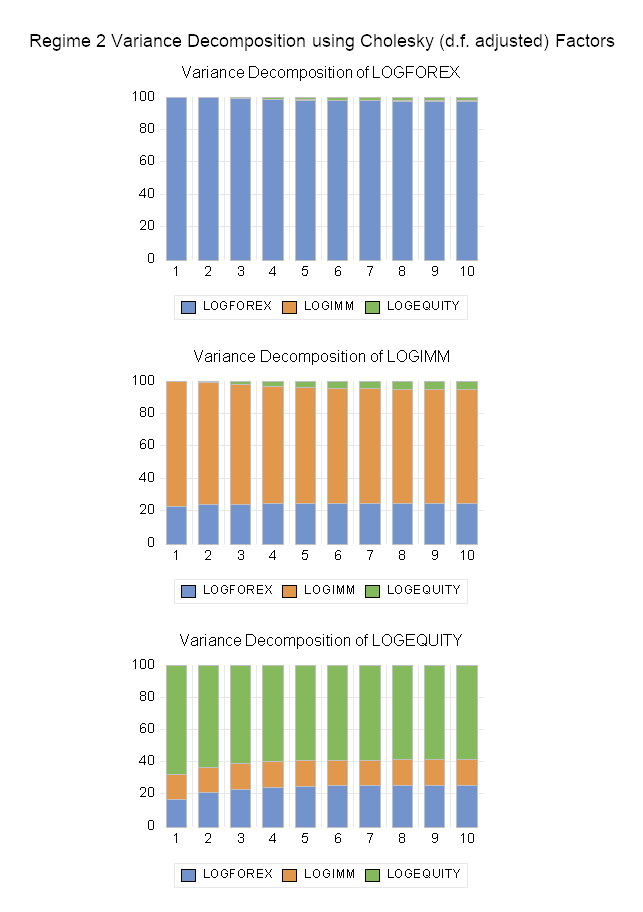 Regime 2 Variance Decomposition using Cholesky (d.f. adjusted) Factors
Variance Decomposition of LOGFOREX
100
80
60
40
20
0
1 2 3 4 5 6 7 8 9 10
LOGFOREX LOGIMM LOGEQUITY
Variance Decomposition of LOGIMM
100
80
60
40
20
0
1 2 3 4 5 6 7 8 9 10
LOGFOREX LOGIMM LOGEQUITY
Variance Decomposition of LOGEQUITY
100
80
60
40
20
0
1 2 3 4 5 6 7 8 9 10
LOGFOREX LOGIMM LOGEQUITY